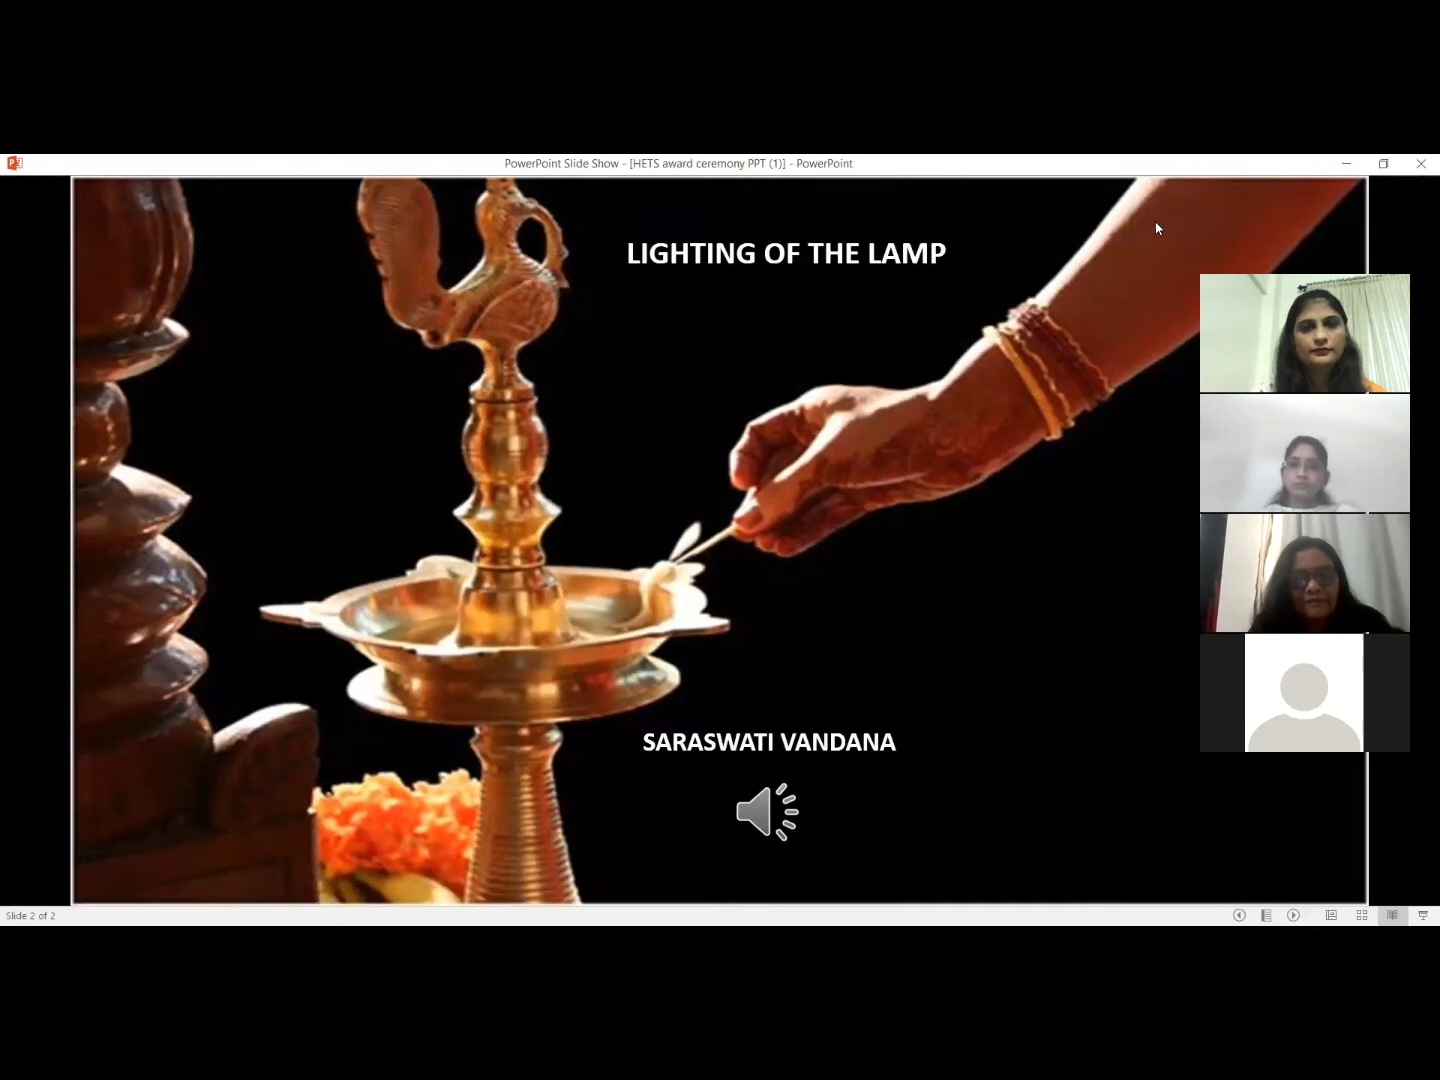 PowerPoint Slide Show - [HETS award ceremony PPT (1)] - PowerPoint
LIGHTING OF THE LAMP
SARASWATI VANDANA
Slide 2 of 2